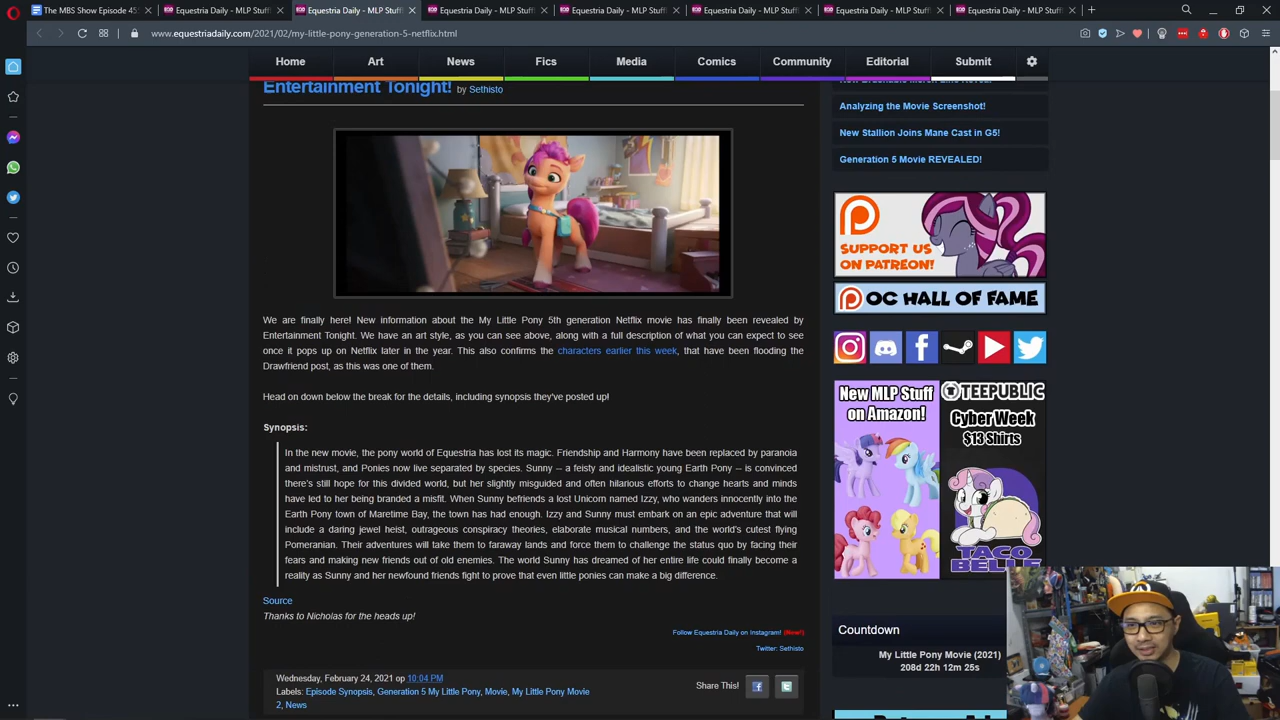 The MBS Show Episode 45
Equestria Daily - MLP Stuff
Equestria Daily - MLP Stuff
Equestria Daily - MLP Stuff
Equestria Daily - MLP Stuff
Equestria Daily - MLP Stuff
Equestria Daily - MLP Stuff
Equestria Daily - MLP Stuff
www.equestriadaily.com/2021/02/my-little-pony-generation-5-netflix.html
Home
Art
News
Fics
Media
Comics
Community
Editorial
Submit
Entertainment Tonight! by Sethisto
We are finally here! New information about the My Little Pony 5th generation Netflix movie has finally been revealed by
Entertainment Tonight. We have an art style, as you can see above, along with a full description of what you can expect to see
once it pops up on Netflix later in the year. This also confirms the characters earlier this week, that have been flooding the
Drawfriend post, as this was one of them.
Head on down below the break for the details, including synopsis they've posted up!
Synopsis:
In the new movie, the pony world of Equestria has lost its magic. Friendship and Harmony have been replaced by paranoia
and mistrust, and Ponies now live separated by species. Sunny -- a feisty and idealistic young Earth Pony -- is convinced
there's still hope for this divided world, but her slightly misguided and often hilarious efforts to change hearts and minds
have led to her being branded a misfit. When Sunny befriends a lost Unicorn named Izzy, who wanders innocently into the
Earth Pony town of Maretime Bay, the town has had enough. Izzy and Sunny must embark on an epic adventure that will
include a daring jewel heist, outrageous conspiracy theories, elaborate musical numbers, and the world's cutest flying
Pomeranian. Their adventures will take them to faraway lands and force them to challenge the status quo by facing their
fears and making new friends out of old enemies. The world Sunny has dreamed of her entire life could finally become a
reality as Sunny and her newfound friends fight to prove that even little ponies can make a big difference.
Source
Thanks to Nicholas for the heads up!
Follow Equestria Daily on Instagram! (New!)
Twitter: Sethisto
Wednesday, February 24, 2021 op 10:04 PM
Labels: Episode Synopsis, Generation 5 My Little Pony, Movie, My Little Pony Movie
2, News
Share This!
Analyzing the Movie Screenshot!
New Stallion Joins Mane Cast in G5!
Generation 5 Movie REVEALED!
SUPPORT US
ON PATREON!
OC HALL OF FAME
New MLP Stuff
on Amazon!
TEEPUBLIC
Cyber Week
$13 Shirts
TACO
BELLE
Countdown
My Little Pony Movie (2021)
208d 22h 12m 25s